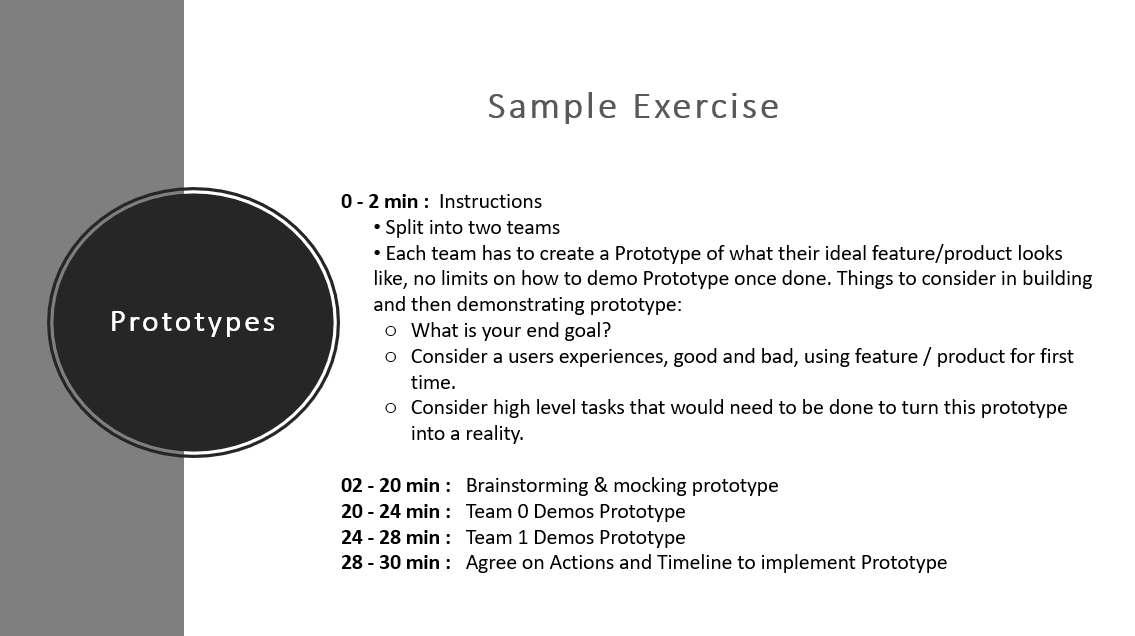 Sample Exercise
Prototypes
0 - 2 min :  Instructions
• Split into two teams
• Each team has to create a Prototype of what their ideal feature/product looks
like, no limits on how to demo Prototype once done. Things to consider in building
and then demonstrating prototype:
○ What is your end goal?
○ Consider a users experiences, good and bad, using feature / product for first
time.
○ Consider high level tasks that would need to be done to turn this prototype
into a reality.
02 - 20 min :  Brainstorming & mocking prototype
20 - 24 min :  Team 0 Demos Prototype
24 - 28 min :  Team 1 Demos Prototype
28 - 30 min :  Agree on Actions and Timeline to implement Prototype